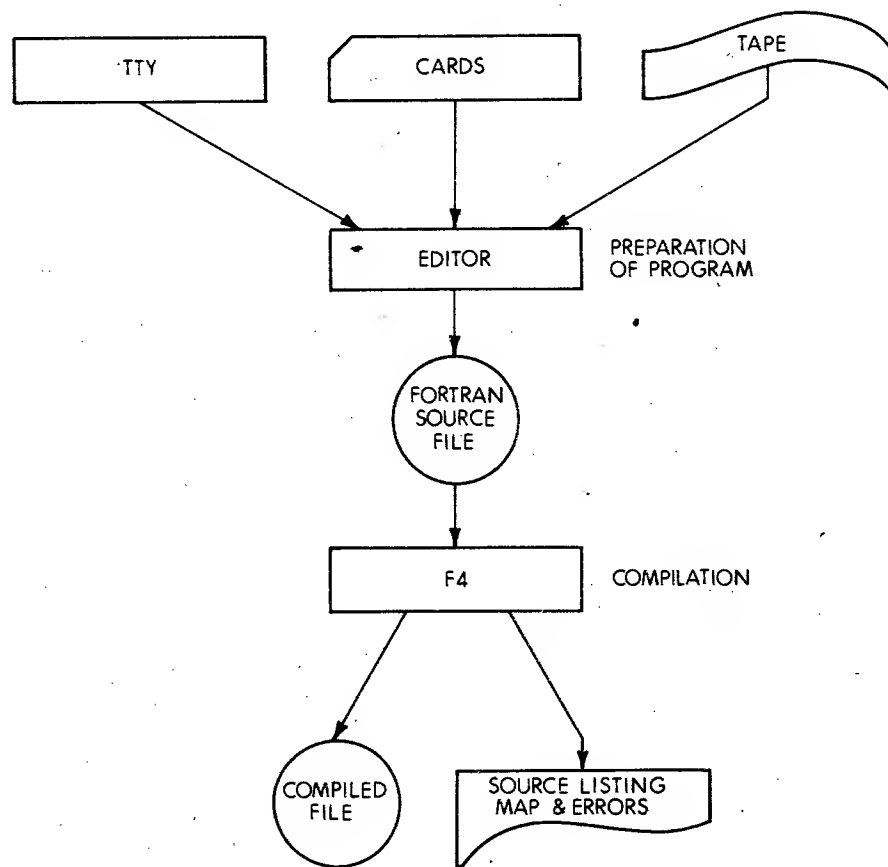 TTY
CARDS
TAPE
EDITOR
PREPARATION
OF PROGRAM
FORTRAN
SOURCE
FILE
F4
COMPILATION
COMPILED
FILE
SOURCE LISTING
MAP & ERRORS